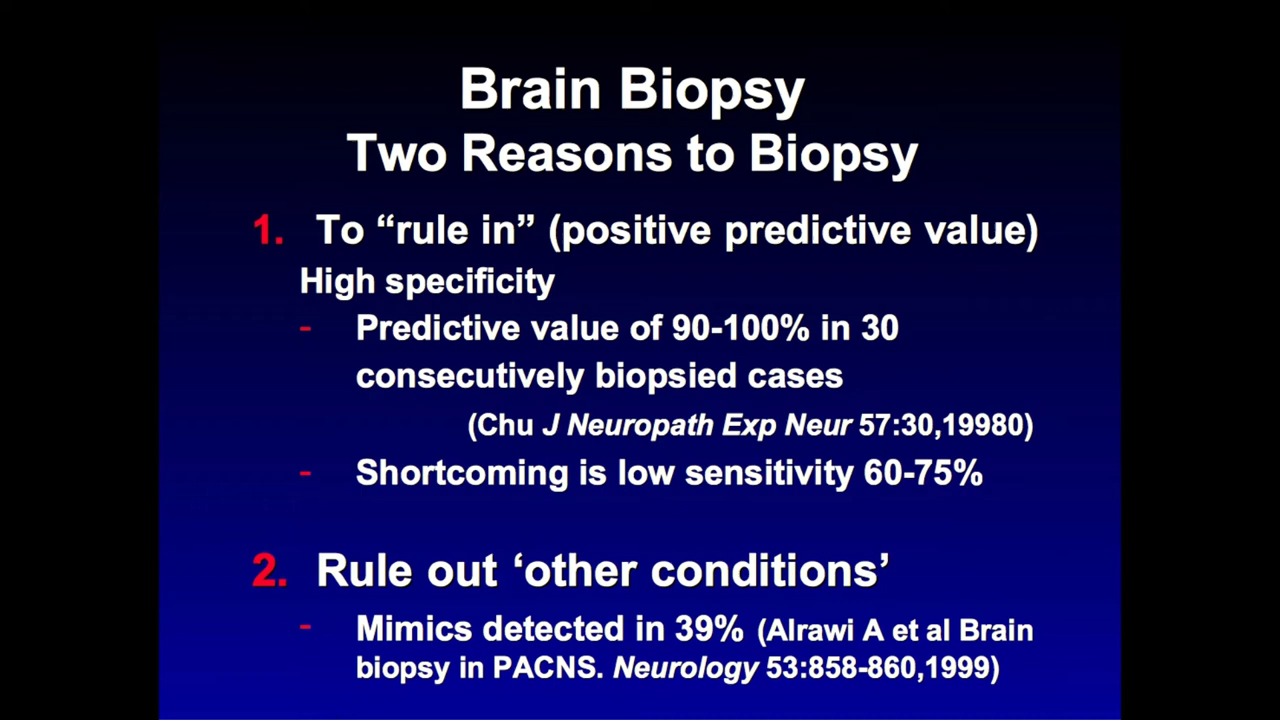 Brain Biopsy
Two Reasons to Biopsy
1. To “rule in” (positive predictive value)
High specificity
- Predictive value of 90-100% in 30
consecutively biopsied cases
(Chu J Neuropath Exp Neur 57:30,19980)
- Shortcoming is low sensitivity 60-75%
2. Rule out ‘other conditions’
- Mimics detected in 39% (Alrawi A et al Brain
biopsy in PACNS. Neurology 53:858-860,1999)